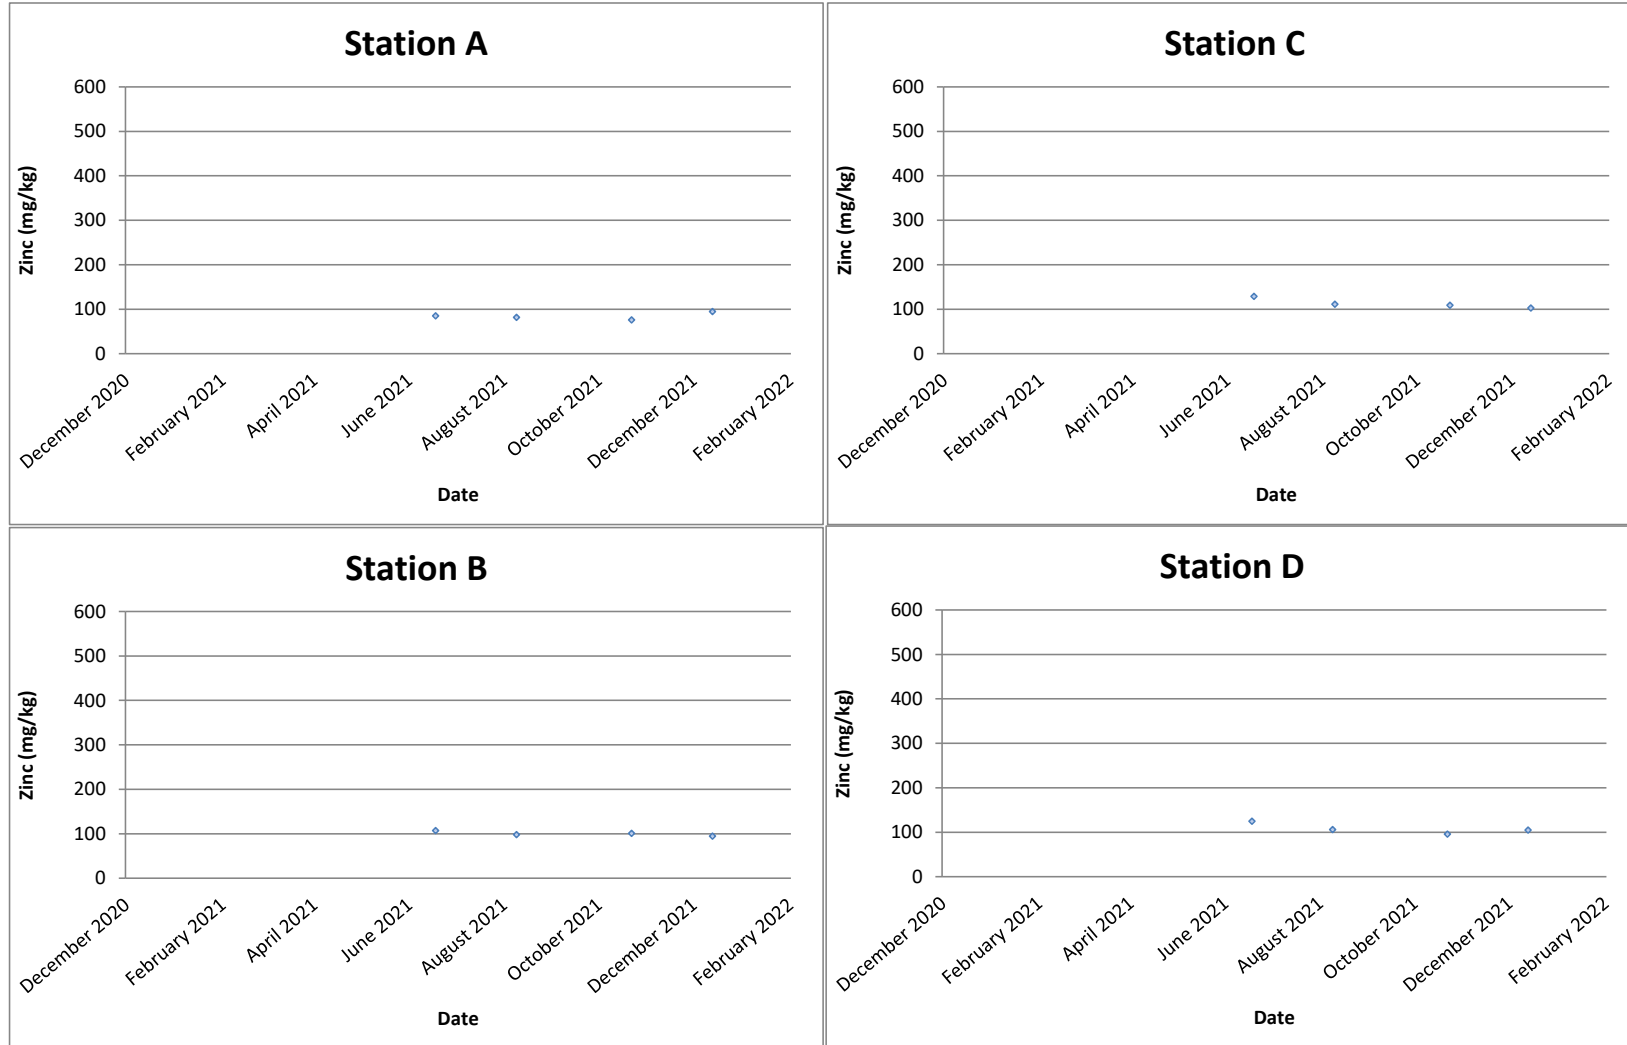 Station A
600
500
400
300
200
100
0
Zinc (mg/kg)
December 2020
February 2021
April 2021
June 2021
August 2021
October 2021
December 2021
February 2022
Date
Station C
600
500
400
300
200
100
0
Zinc (mg/kg)
December 2020
February 2021
April 2021
June 2021
August 2021
October 2021
December 2021
February 2022
Date
Station B
600
500
400
300
200
100
0
Zinc (mg/kg)
December 2020
February 2021
April 2021
June 2021
August 2021
October 2021
December 2021
February 2022
Date
Station D
600
500
400
300
200
100
0
Zinc (mg/kg)
December 2020
February 2021
April 2021
June 2021
August 2021
October 2021
December 2021
February 2022
Date